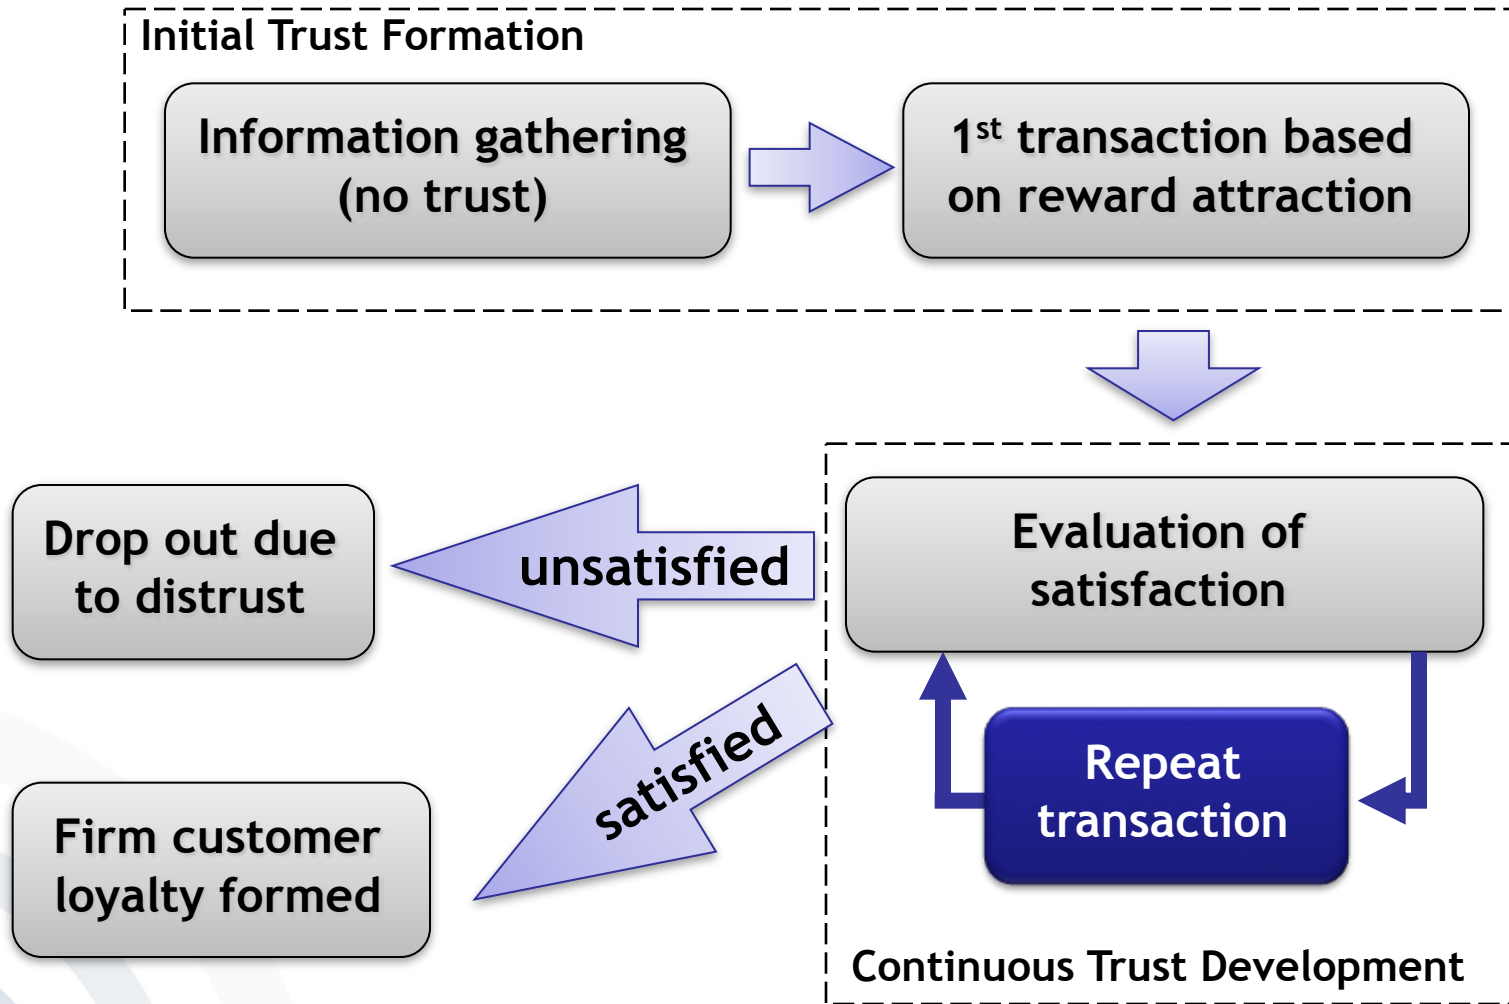 Initial Trust Formation
Information gathering
(no trust)
1st transaction based
on reward attraction
Evaluation of
satisfaction
unsatisfied
Drop out due
to distrust
satisfied
Firm customer
loyalty formed
Repeat
transaction
Continuous Trust Development